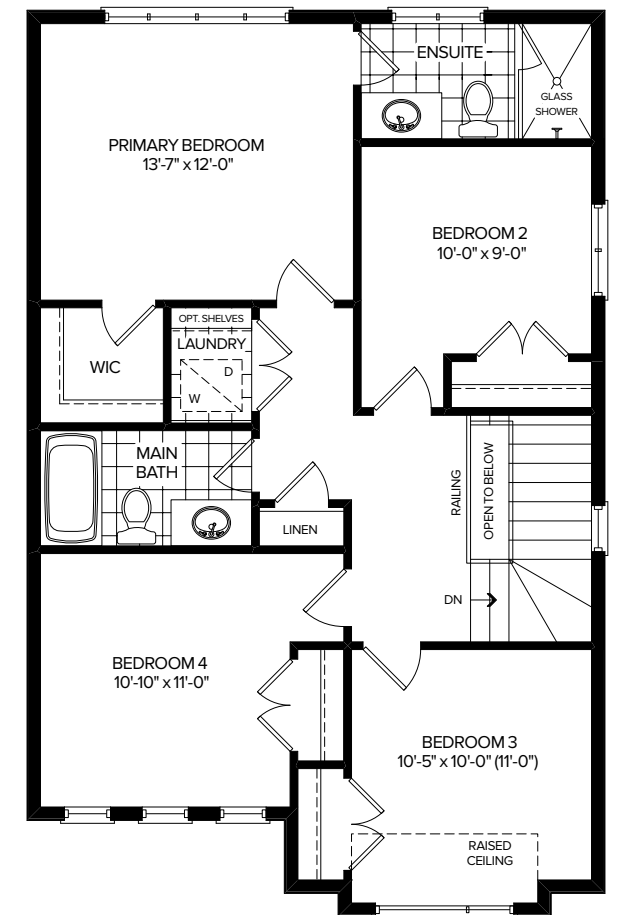 ENSUITE
GLASS
SHOWER
PRIMARY BEDROOM
13'-7" x 12'-0"
BEDROOM 2
10'-0" x 9'-0"
OPT. SHELVES
LAUNDRY
D
W
WIC
MAIN
BATH
LINEN
RAILING
OPEN TO BELOW
DN
BEDROOM 4
10'-10" x 11'-0"
BEDROOM 3
10'-5" x 10'-0" (11'-0")
RAISED
CEILING